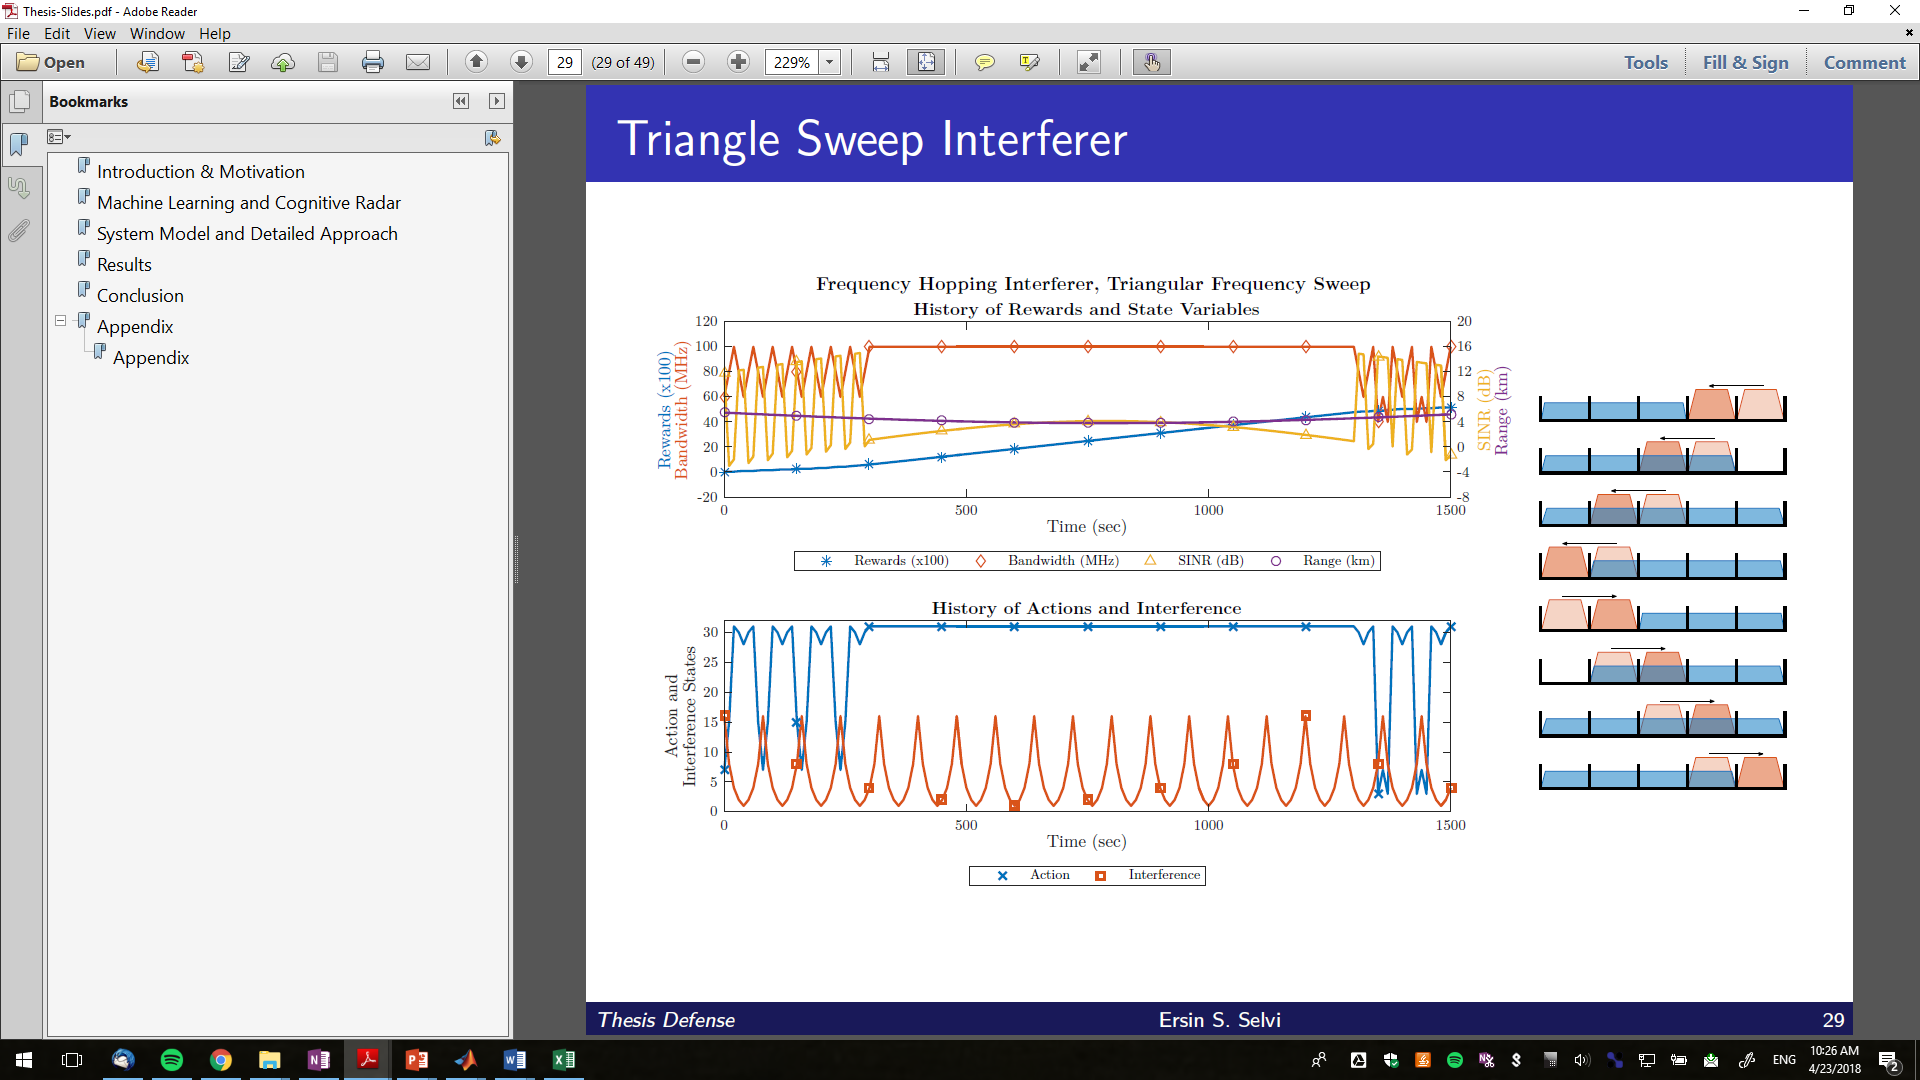 Thesis-Slides.pdf - Adobe Reader
File Edit View Window Help
Open 29 (29 of 49) 229% Tools Fill & Sign Comment
Bookmarks
Introduction & Motivation
Machine Learning and Cognitive Radar
System Model and Detailed Approach
Results
Conclusion
Appendix
Appendix
Triangle Sweep Interferer
Frequency Hopping Interferer, Triangular Frequency Sweep
History of Rewards and State Variables
Rewards (x100)
Bandwidth (MHz)
120
100
80
60
40
20
0
-20
20
16
12
8
4
0
-4
-8
SINR (dB)
Range (km)
0 500 1000 1500
Time (sec)
Rewards (x100) Bandwidth (MHz) SINR (dB) Range (km)
History of Actions and Interference
Action and
Interference States
30
25
20
15
10
5
0
0 500 1000 1500
Time (sec)
Action Interference
Thesis Defense Ersin S. Selvi 29
ENG 10:26 AM
4/23/2018 2